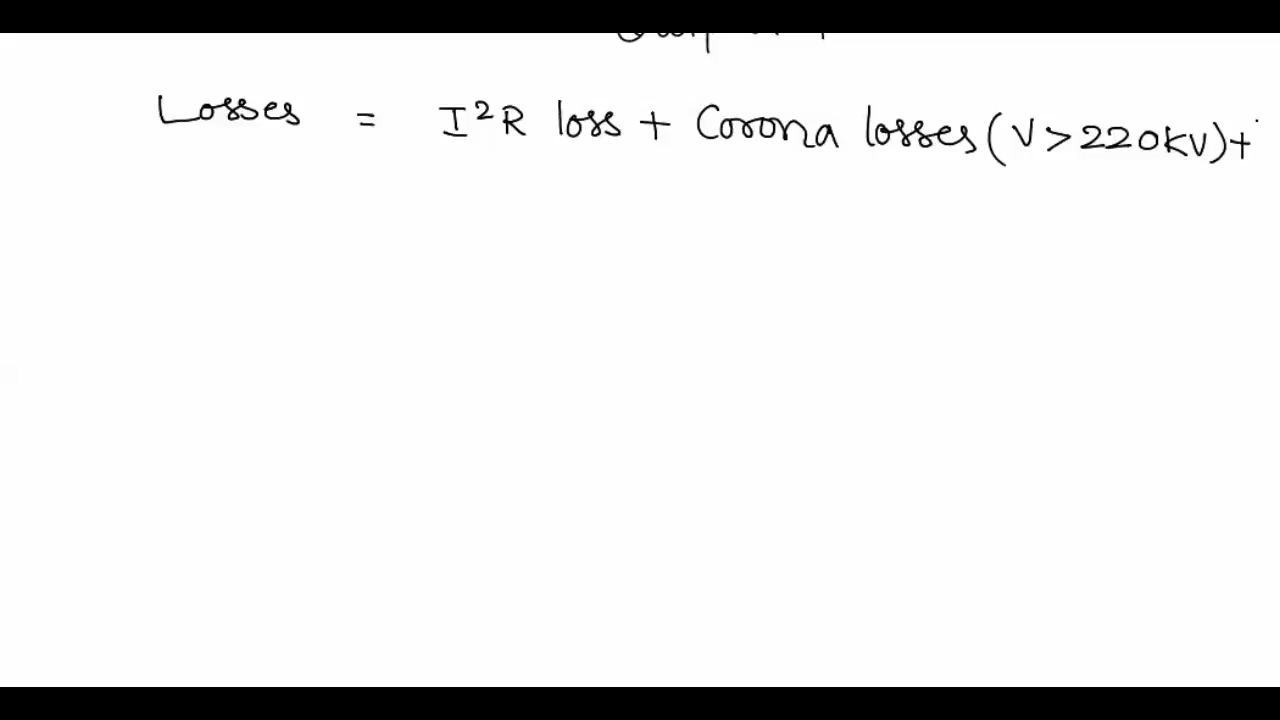 Losses = I²R loss + Corona losses (V > 220KV) +